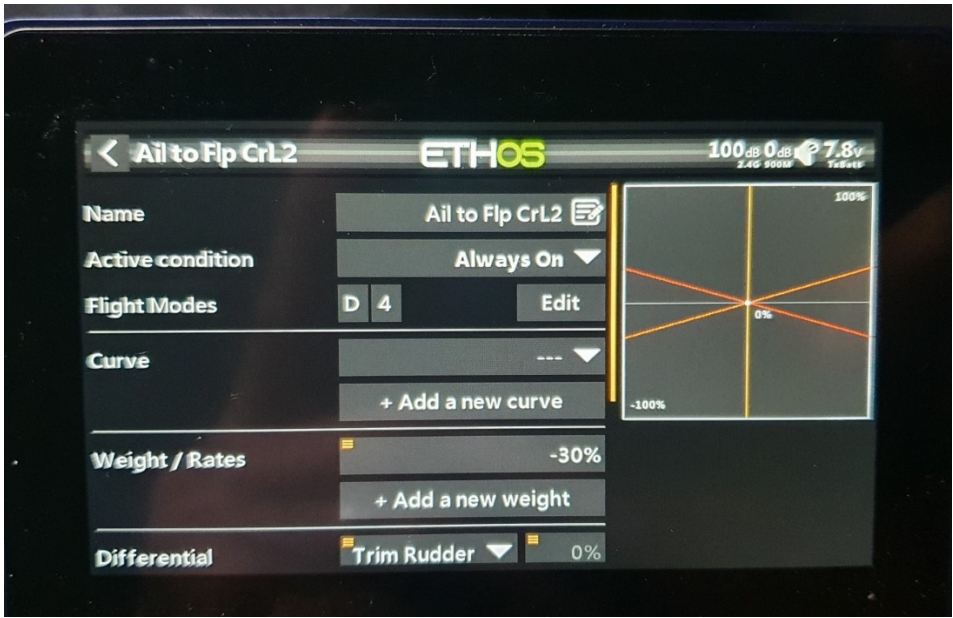 Ail to Flp CrL2
ETHOS
100dB 0dB 7.8v
2.4G 900M TxBatt
Name Ail to Flp CrL2
Active condition Always On
Flight Modes D 4 Edit
Curve ---
+ Add a new curve
Weight / Rates -30%
+ Add a new weight
Differential Trim Rudder 0%
100%
0%
-100%